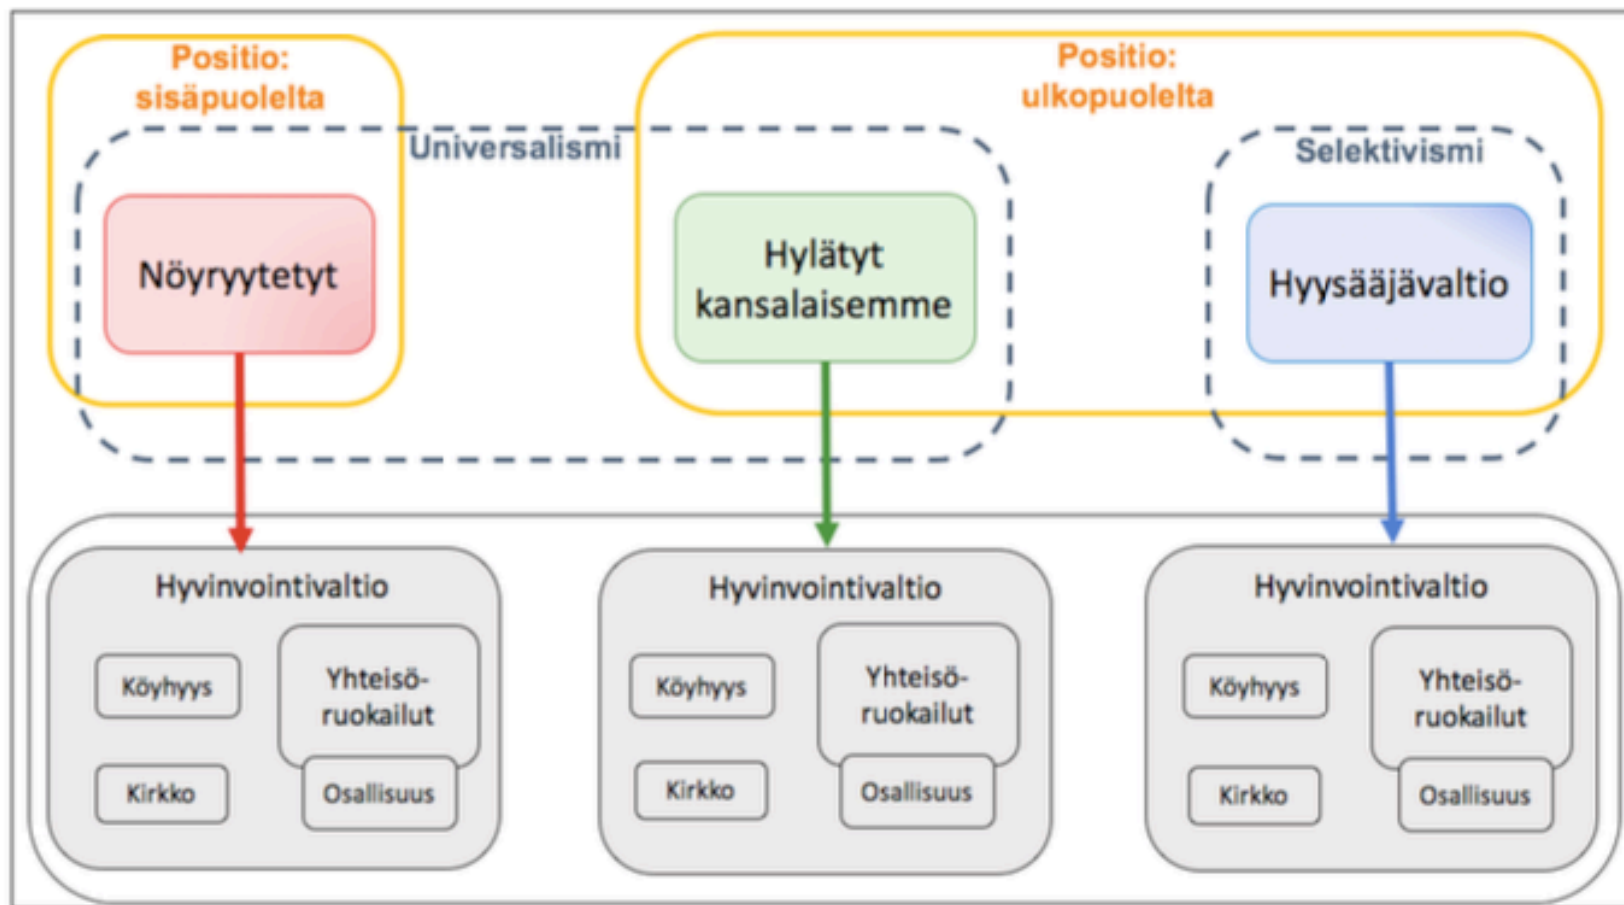 Positio:
sisäpuolelta
Positio:
ulkopuolelta
Universalismi
Selektivismi
Nöyryytetyt
Hylätyt
kansalaisemme
Hyysääjävaltio
Hyvinvointivaltio
Köyhyys
Yhteisö-
ruokailut
Kirkko
Osallisuus
Hyvinvointivaltio
Köyhyys
Yhteisö-
ruokailut
Kirkko
Osallisuus
Hyvinvointivaltio
Köyhyys
Yhteisö-
ruokailut
Kirkko
Osallisuus